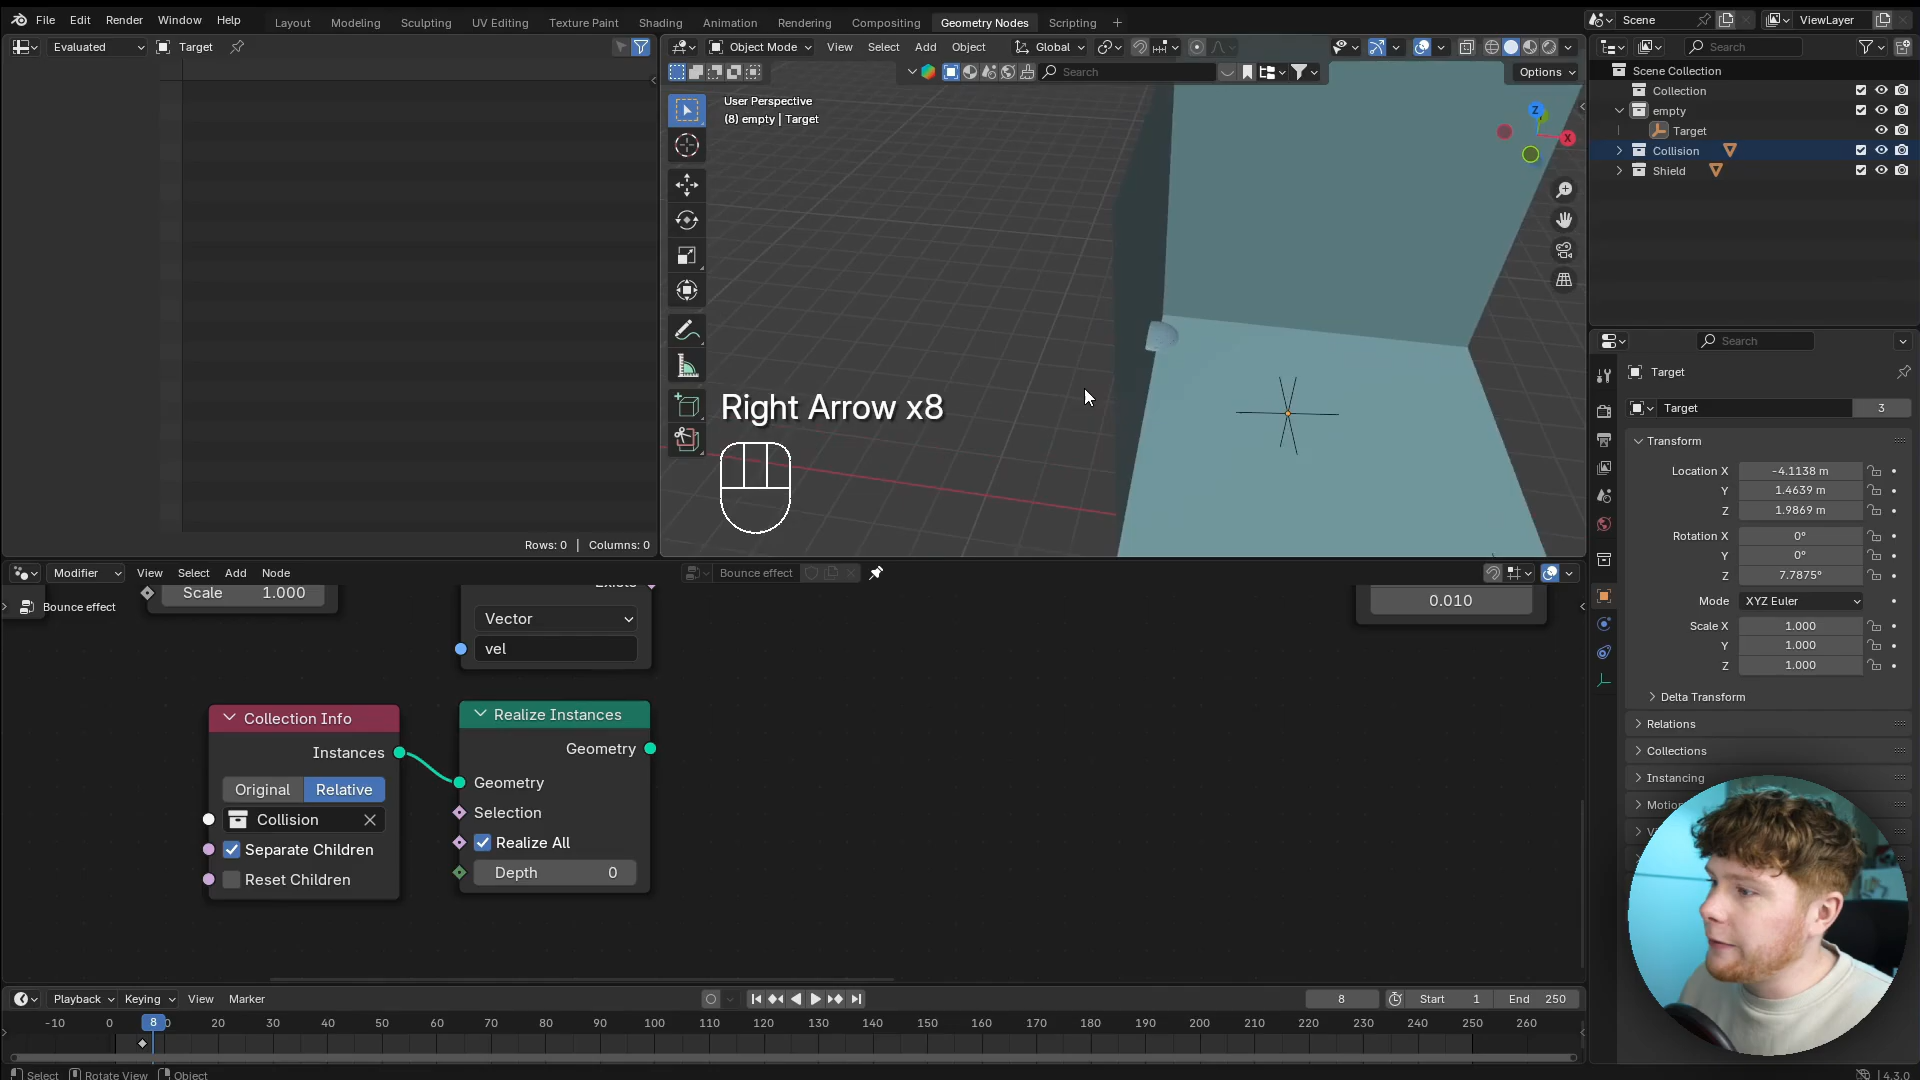 File Edit Render Window Help
Layout Modeling Sculpting UV Editing Texture Paint Shading Animation Rendering Compositing Geometry Nodes Scripting +
Scene ViewLayer
Evaluated Target
Object Mode View Select Add Object Global
Search
Search Options
User Perspective
(8) empty | Target
Z
X
Scene Collection
Collection
empty
Target
Collision
Shield
Right Arrow x8
Rows: 0 | Columns: 0
Search
Target
Target 3
Transform
Location X -4.1138 m
Y 1.4639 m
Z 1.9869 m
Rotation X 0°
Y 0°
Z 7.7875°
Mode XYZ Euler
Scale X 1.000
Y 1.000
Z 1.000
Delta Transform
Relations
Collections
Instancing
Modifier View Select Add Node Bounce effect
Bounce effect
Scale 1.000
Vector
vel
0.010
Collection Info
Instances
Original Relative
Collision
Separate Children
Reset Children
Realize Instances
Geometry
Geometry
Selection
Realize All
Depth 0
Playback Keying View Marker 8 Start 1 End 250
-10 0 8 20 30 40 50 60 70 80 90 100 110 120 130 140 150 160 170 180 190 200 210 220 230 240 250 260
Select Rotate View Object 4.3.0